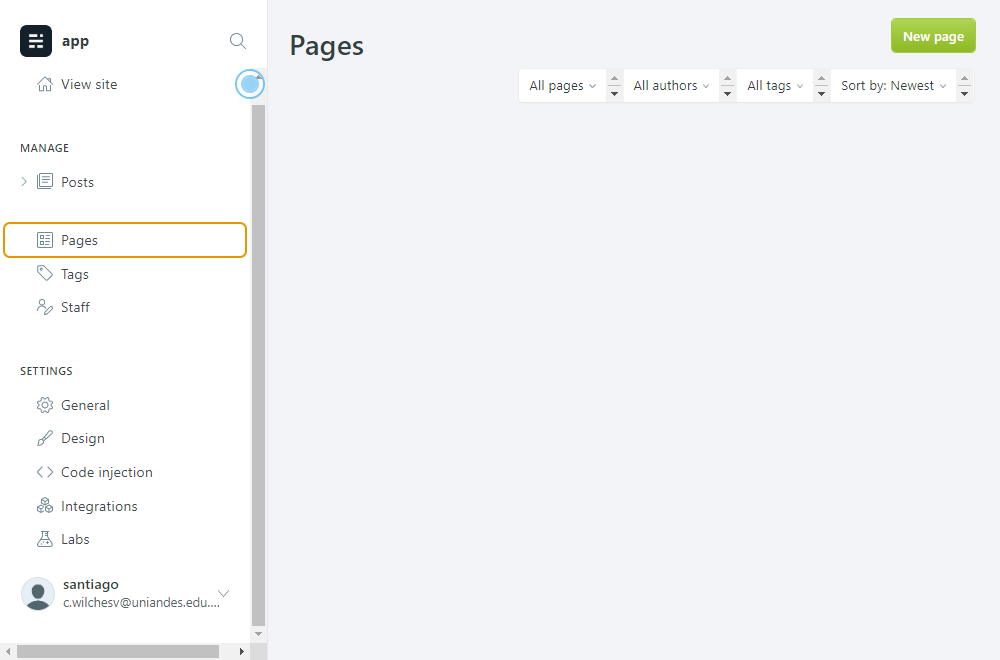 app
View site
MANAGE
Posts
Pages
Tags
Staff
SETTINGS
General
Design
Code injection
Integrations
Labs
santiago
c.wilchesv@uniandes.edu....
Pages
New page
All pages
All authors
All tags
Sort by: Newest